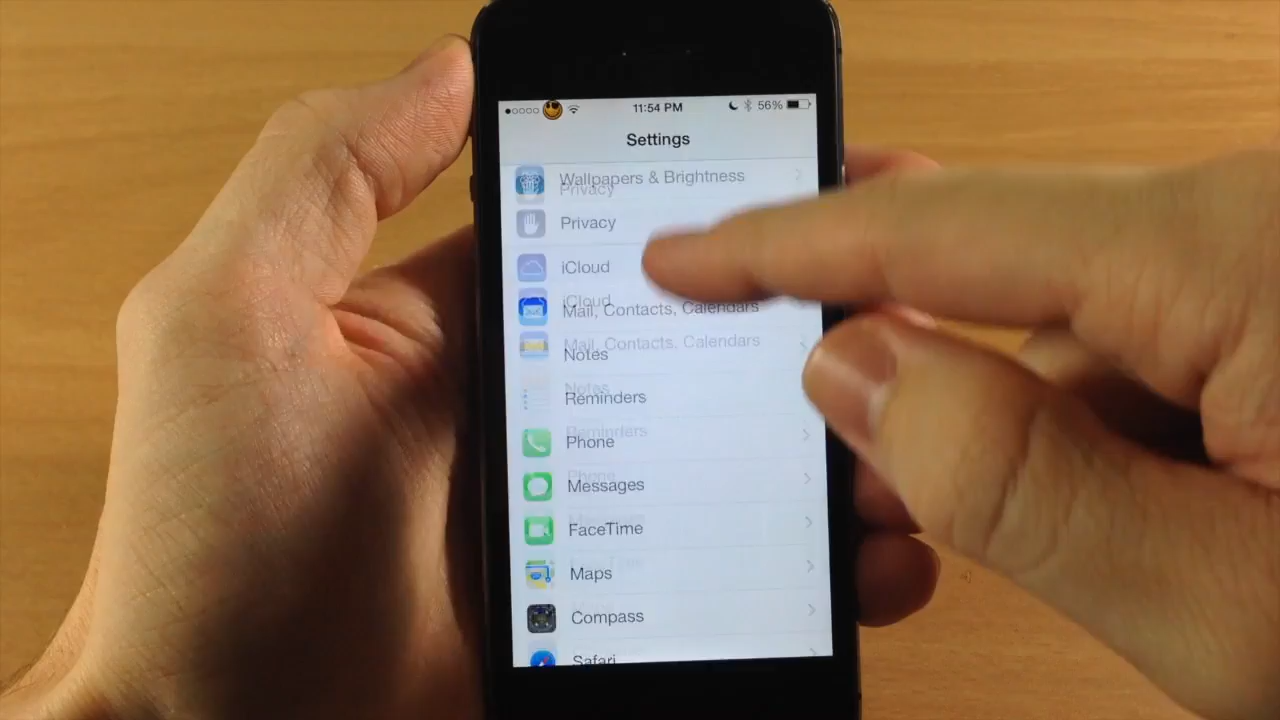 11:54 PM
56%
Settings
Wallpapers & Brightness
Privacy
Privacy
iCloud
iCloud
Mail, Contacts, Calendars
Mail, Contacts, Calendars
Notes
Notes
Reminders
Reminders
Phone
Phone
Messages
FaceTime
Maps
Compass
Safari